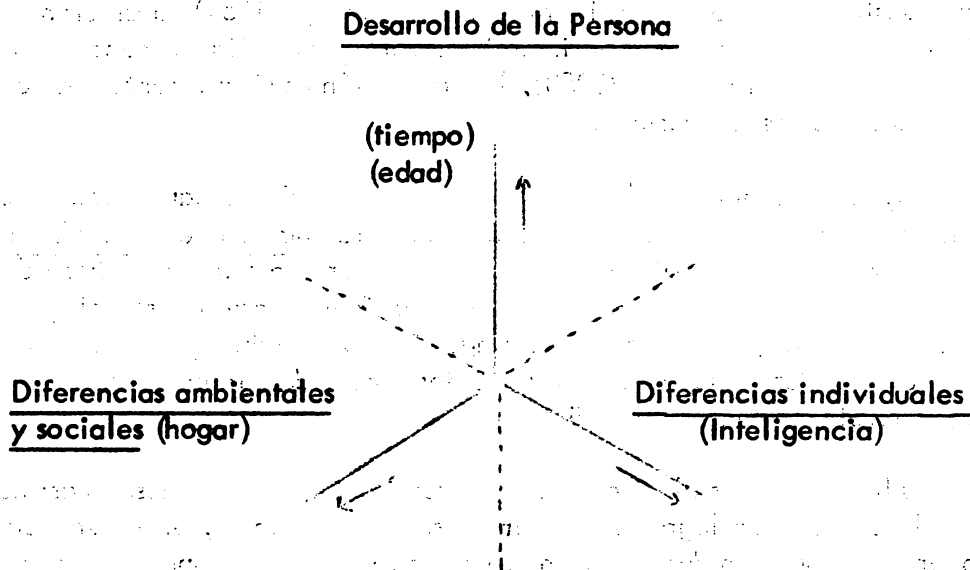 Desarrollo de la Persona
(tiempo)
(edad)
Diferencias ambientales
y sociales (hogar)
Diferencias individuales
(Inteligencia)